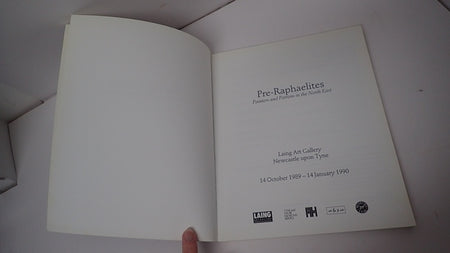 Pre-Raphaelites
Painters and Patrons in the North East
Laing Art Gallery
Newcastle upon Tyne
14 October 1989 – 14 January 1990
LAING